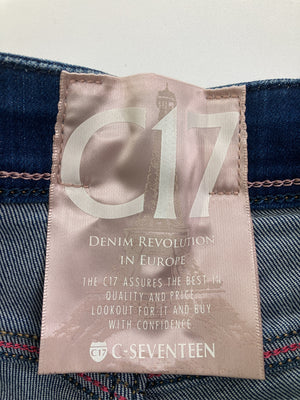 C17
DENIM REVOLUTION
IN EUROPE
THE C17 ASSURES THE BEST IN
QUALITY AND PRICE
LOOKOUT FOR IT AND BUY
WITH CONFIDENCE
C17 C-SEVENTEEN